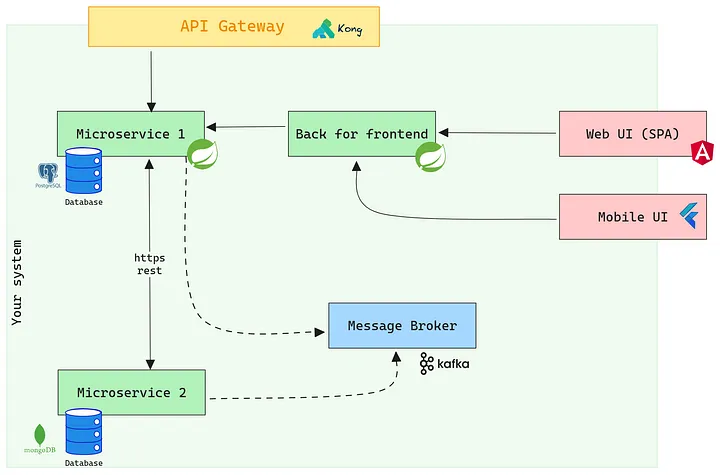 API Gateway
Kong
Microservice 1
Back for frontend
Web UI (SPA)
A
PostgreSQL
Database
Mobile UI
https
rest
Your system
Message Broker
kafka
Microservice 2
mongoDB
Database